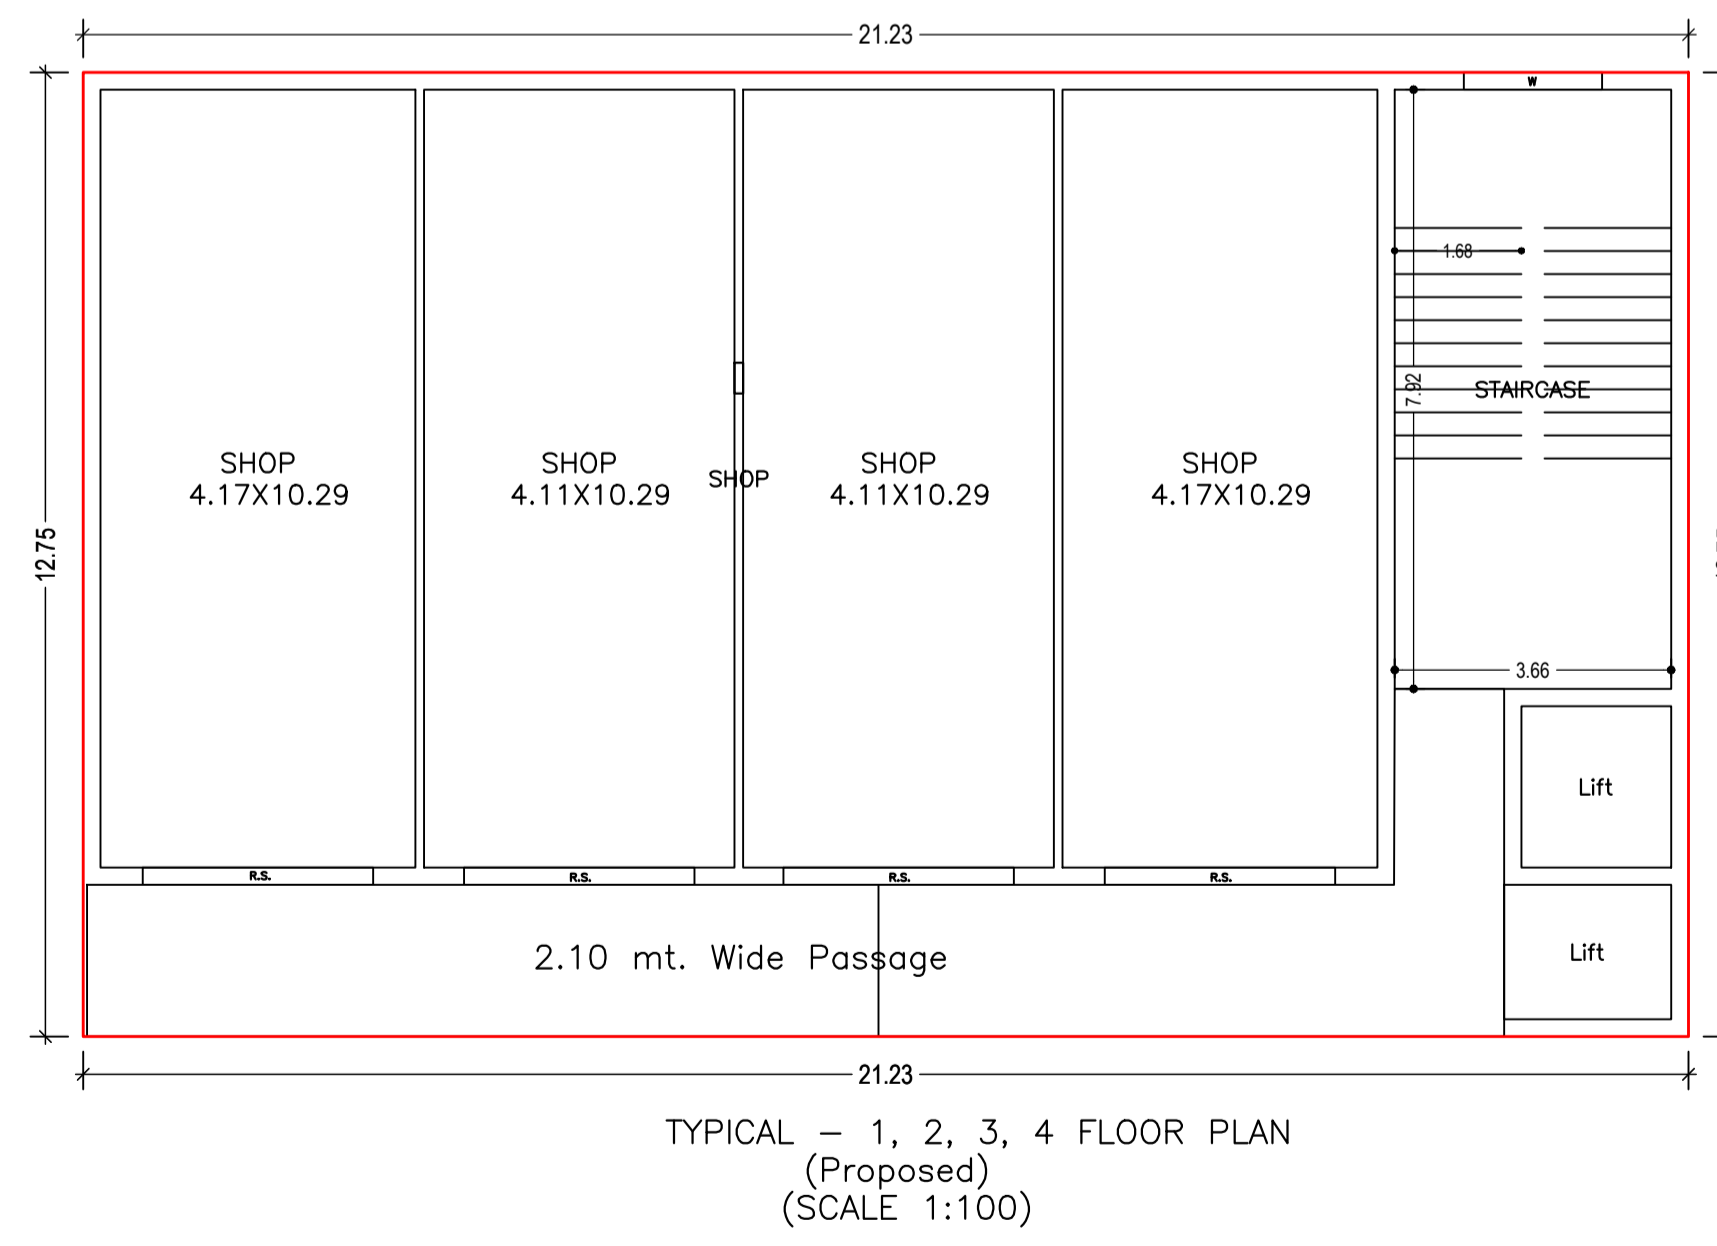 21.23
W
1.68
7.92
STAIRCASE
SHOP
4.17X10.29
SHOP
4.11X10.29
SHOP
SHOP
4.11X10.29
SHOP
4.17X10.29
12.75
3.66
Lift
R.S.
R.S.
R.S.
R.S.
2.10 mt. Wide Passage
Lift
21.23
TYPICAL – 1, 2, 3, 4 FLOOR PLAN
(Proposed)
(SCALE 1:100)